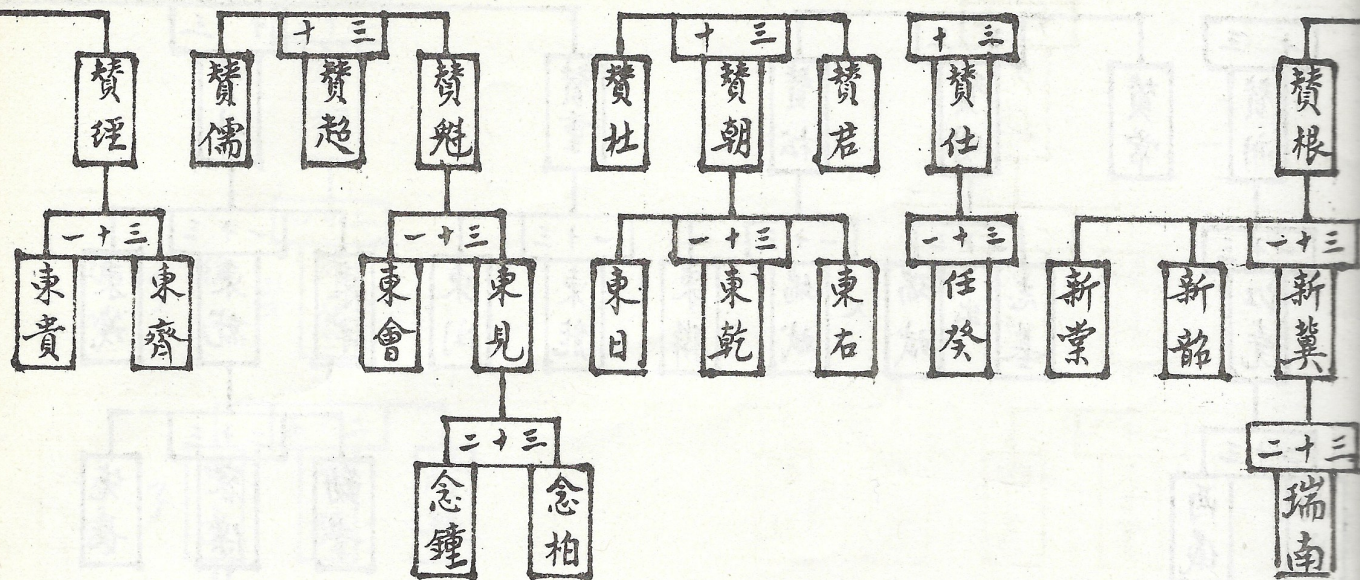 三十
三十
三十
贊根
贊仕
贊君
贊朝
贊杜
贊魁
贊超
贊儒
贊經
三十一
三十一
三十一
三十一
三十一
新冀
新韶
新棠
任癸
東右
東乾
東日
東見
東會
東齊
東貴
三十二
三十二
瑞南
念柏
念鐘